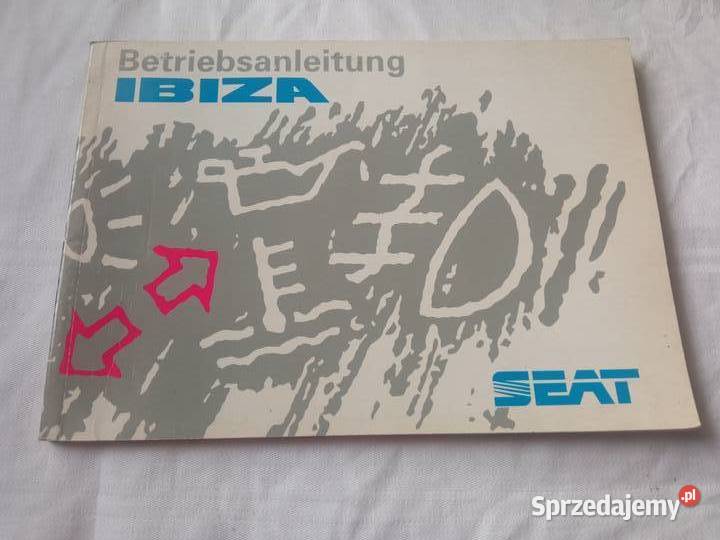 Betriebsanleitung
IBIZA
SEAT
Sprzedajemy.pl